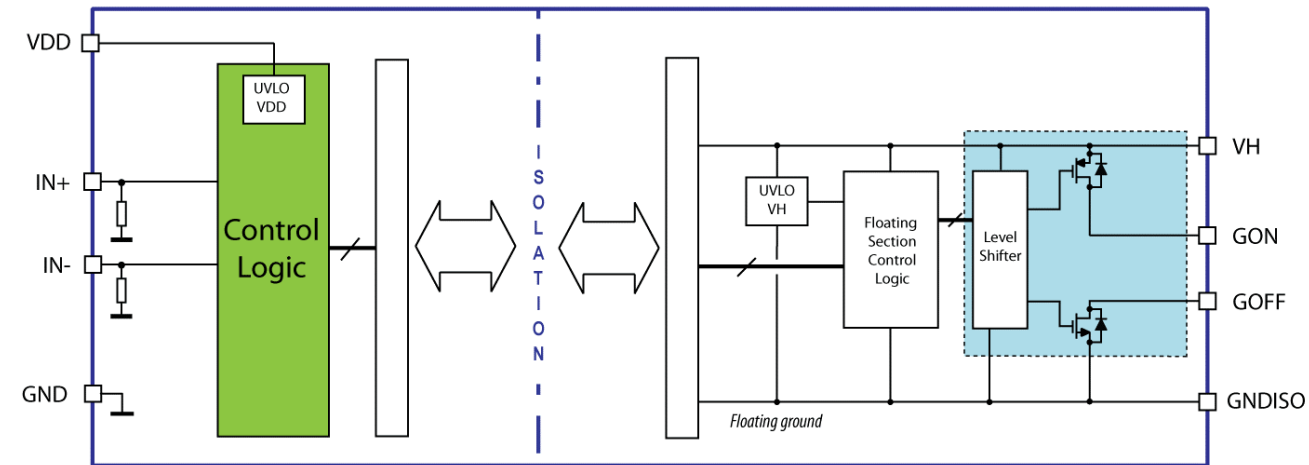 VDD
UVLO
VDD
IN+
IN-
GND
Control
Logic
ISOLATION
UVLO
VH
Floating
Section
Control
Logic
Level
Shifter
Floating ground
VH
GON
GOFF
GNDISO